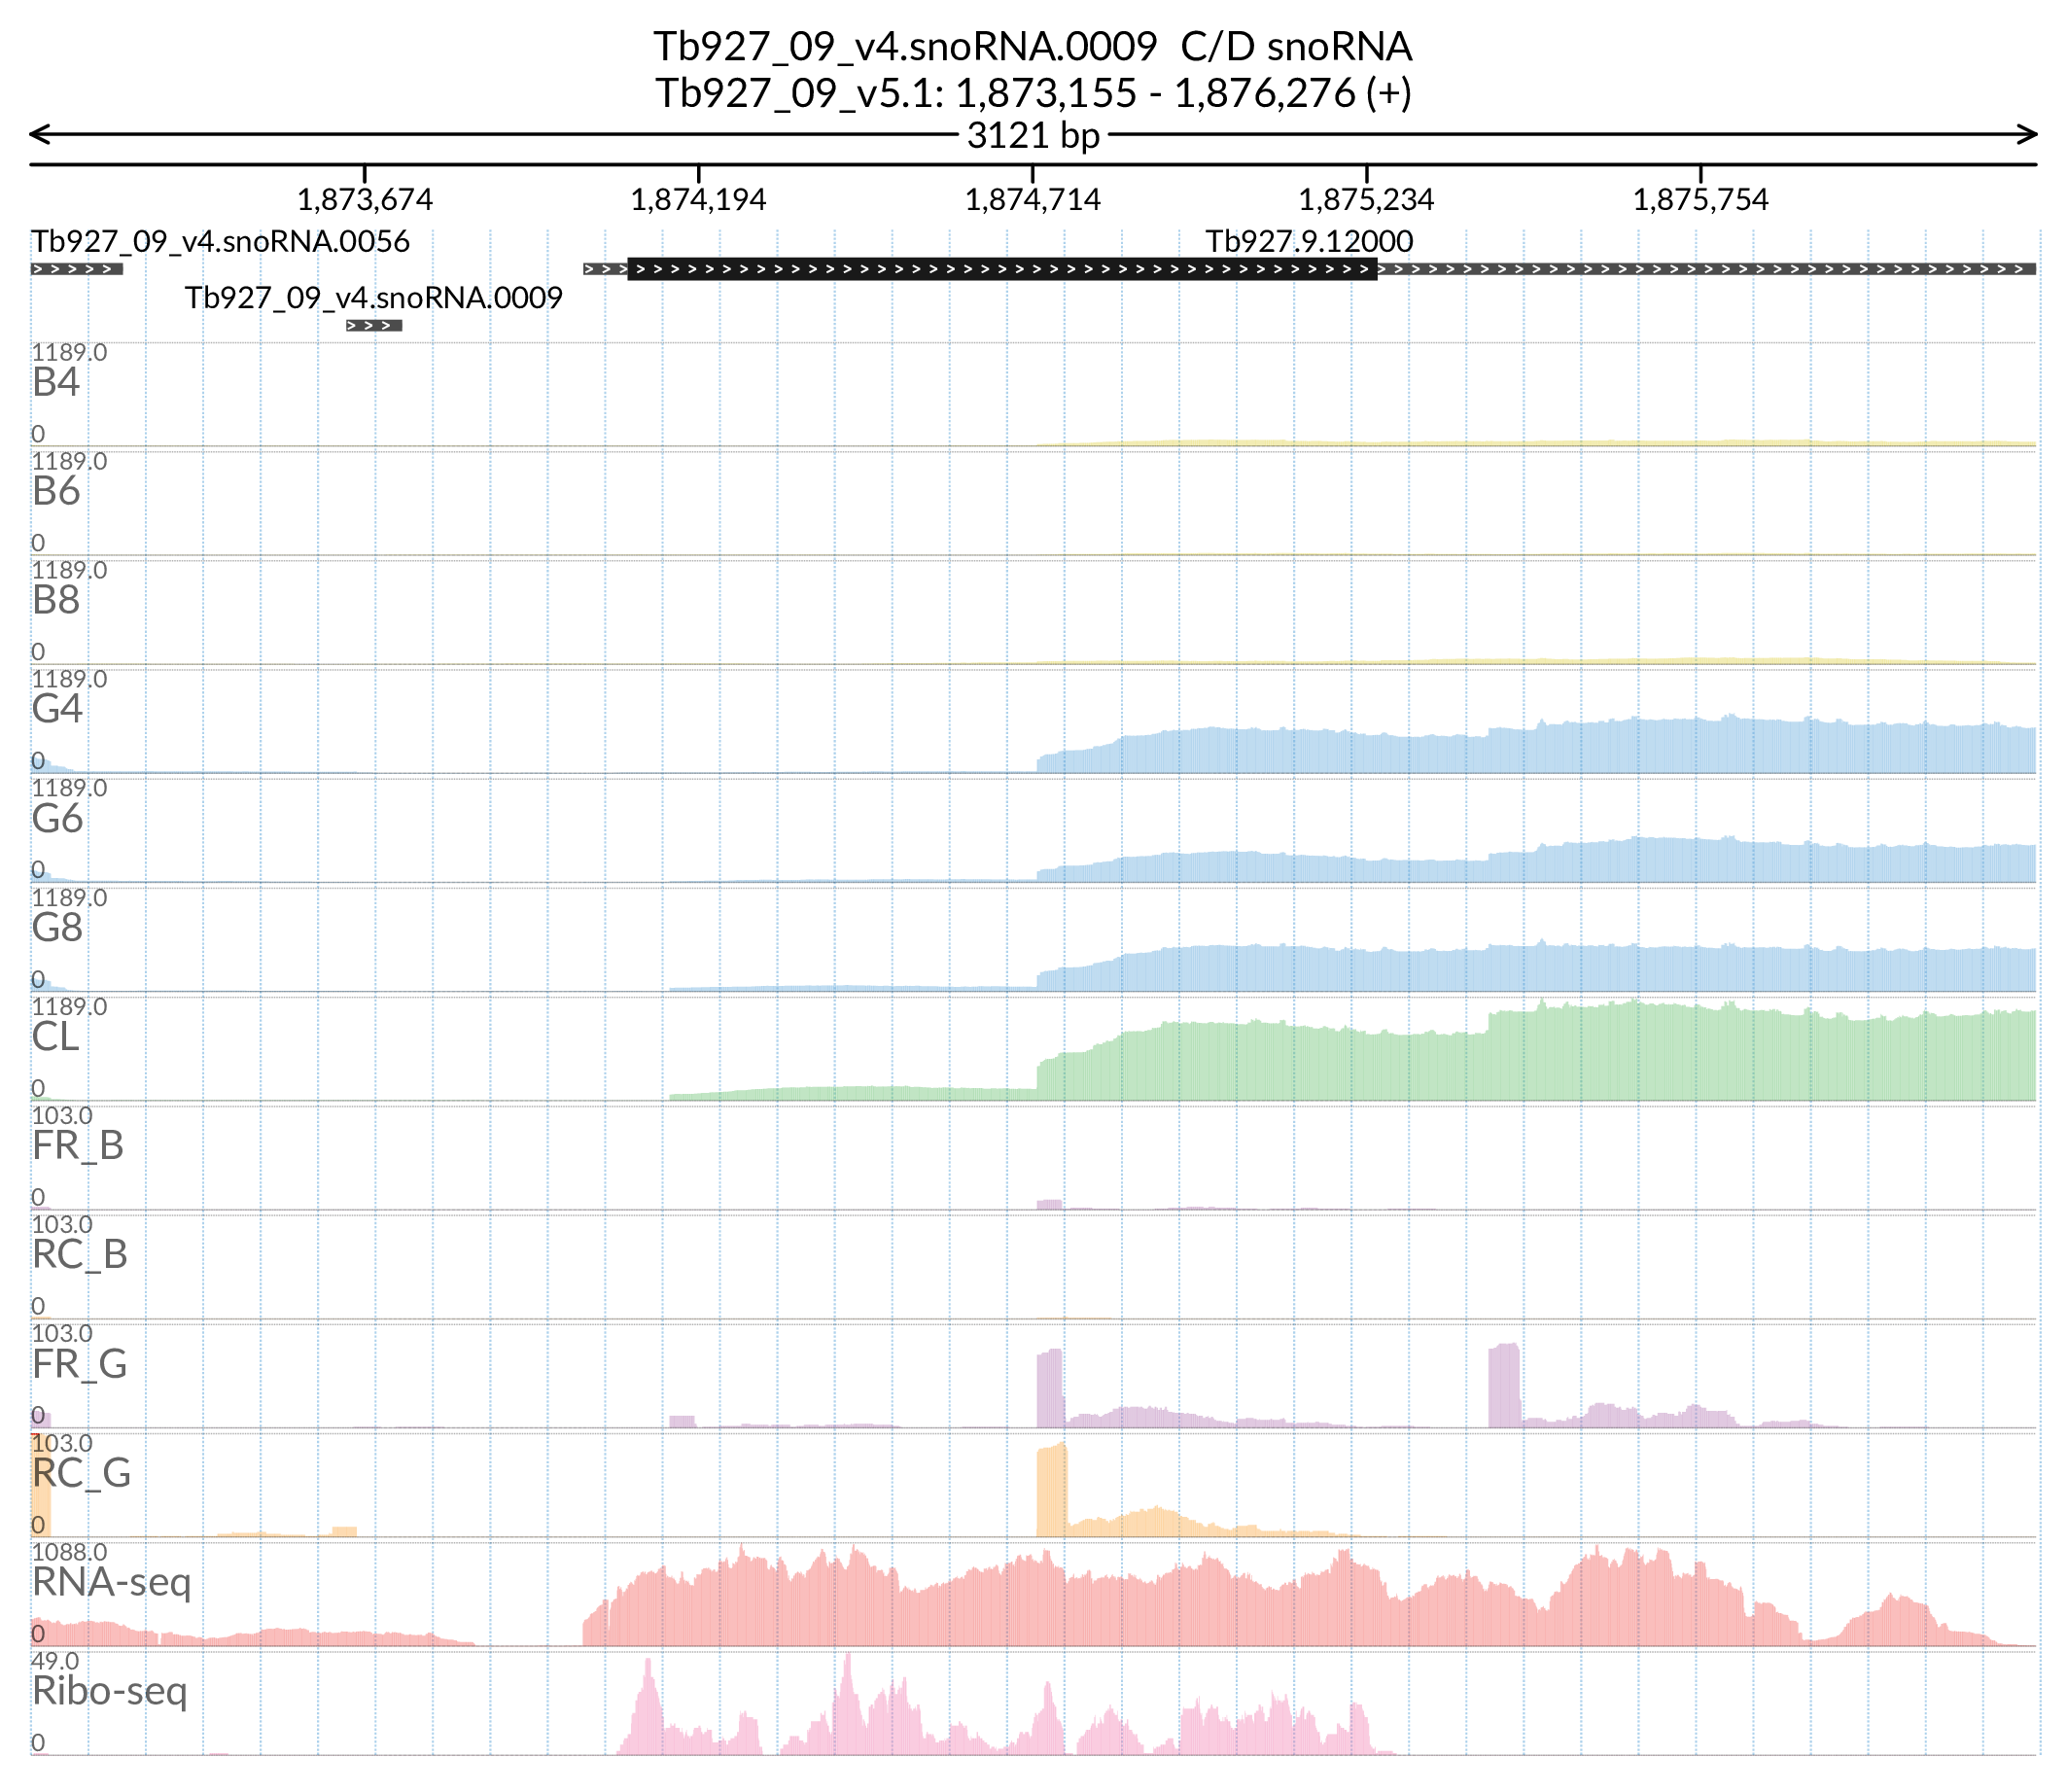 Tb927_09_v4.snoRNA.0009 C/D snoRNA
Tb927_09_v5.1: 1,873,155 - 1,876,276 (+)
3121 bp
1,873,674 1,874,194 1,874,714 1,875,234 1,875,754
Tb927_09_v4.snoRNA.0056 Tb927.9.12000
Tb927_09_v4.snoRNA.0009
1189.0
B4
0
1189.0
B6
0
1189.0
B8
0
1189.0
G4
0
1189.0
G6
0
1189.0
G8
0
1189.0
CL
0
103.0
FR_B
0
103.0
RC_B
0
103.0
FR_G
0
103.0
RC_G
0
1088.0
RNA-seq
0
49.0
Ribo-seq
0